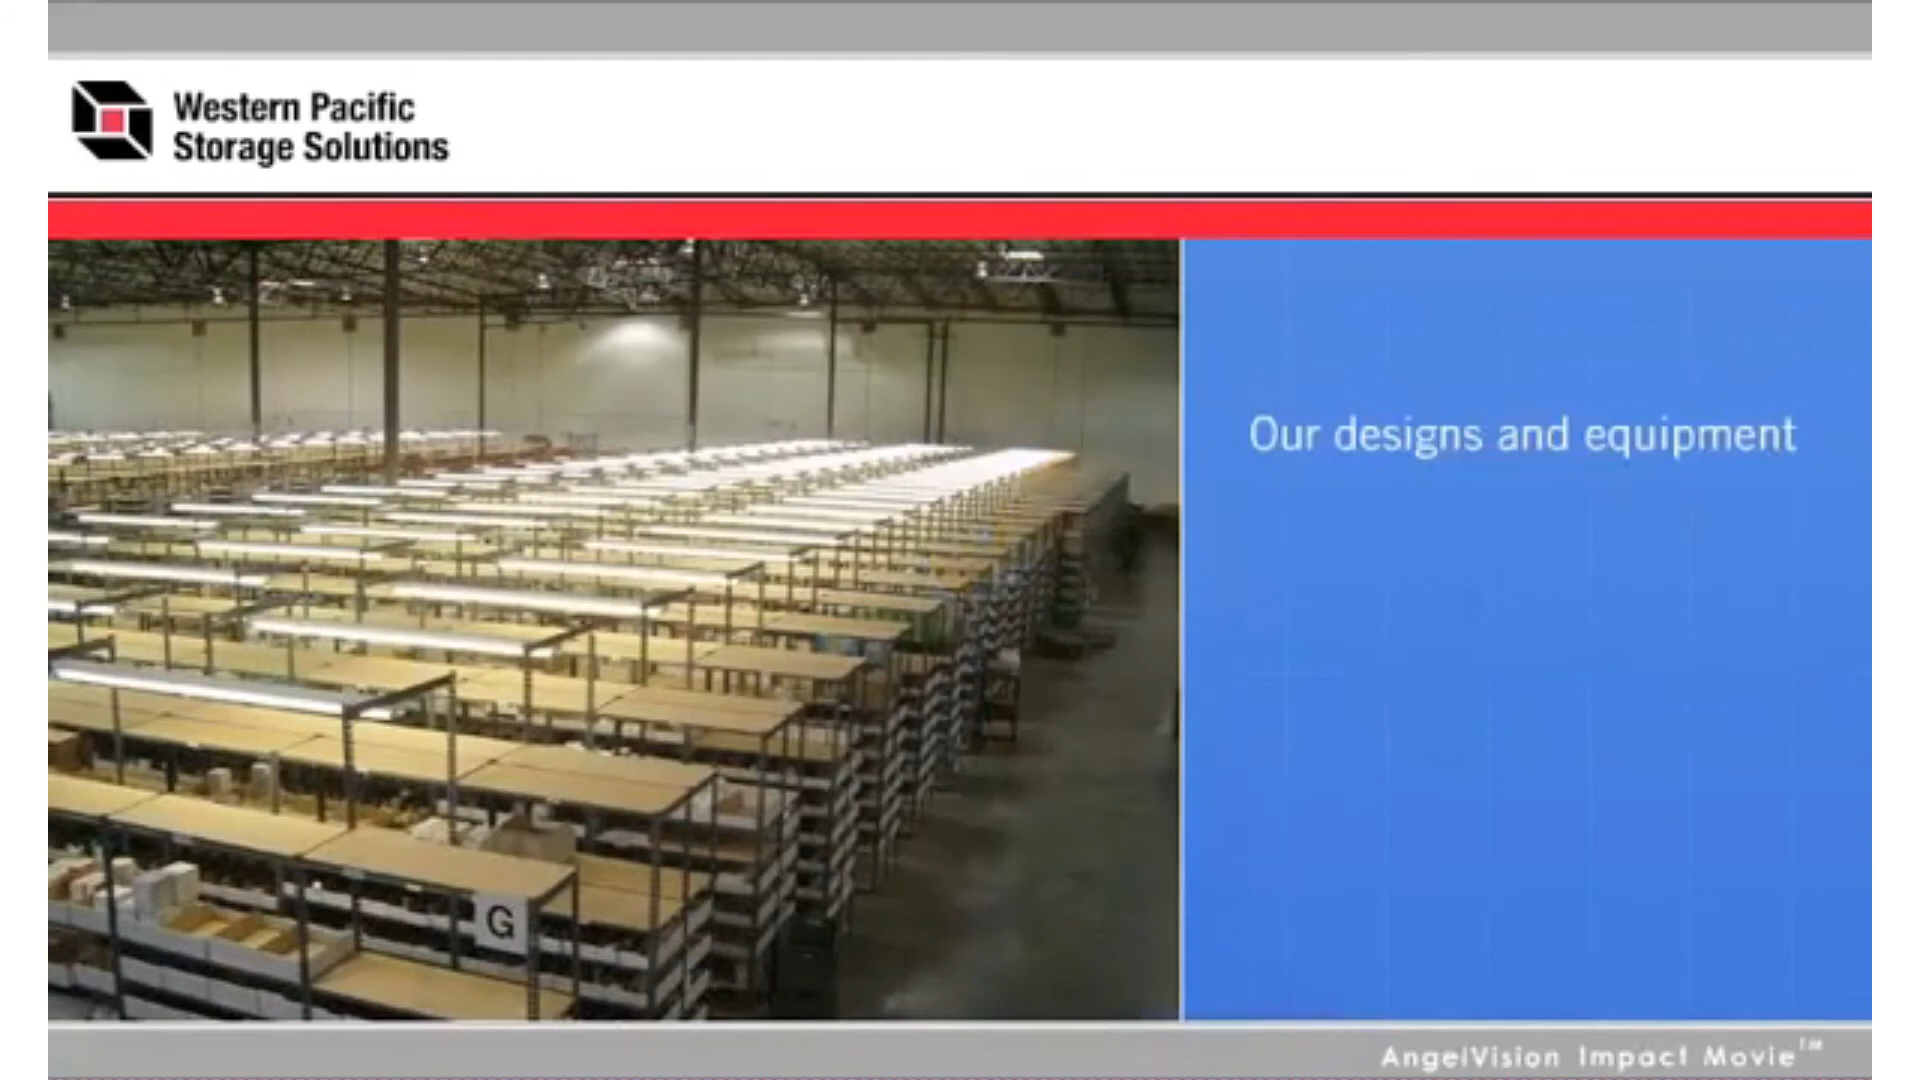 Western Pacific
Storage Solutions
Our designs and equipment
G
AngelVision Impact Movie™